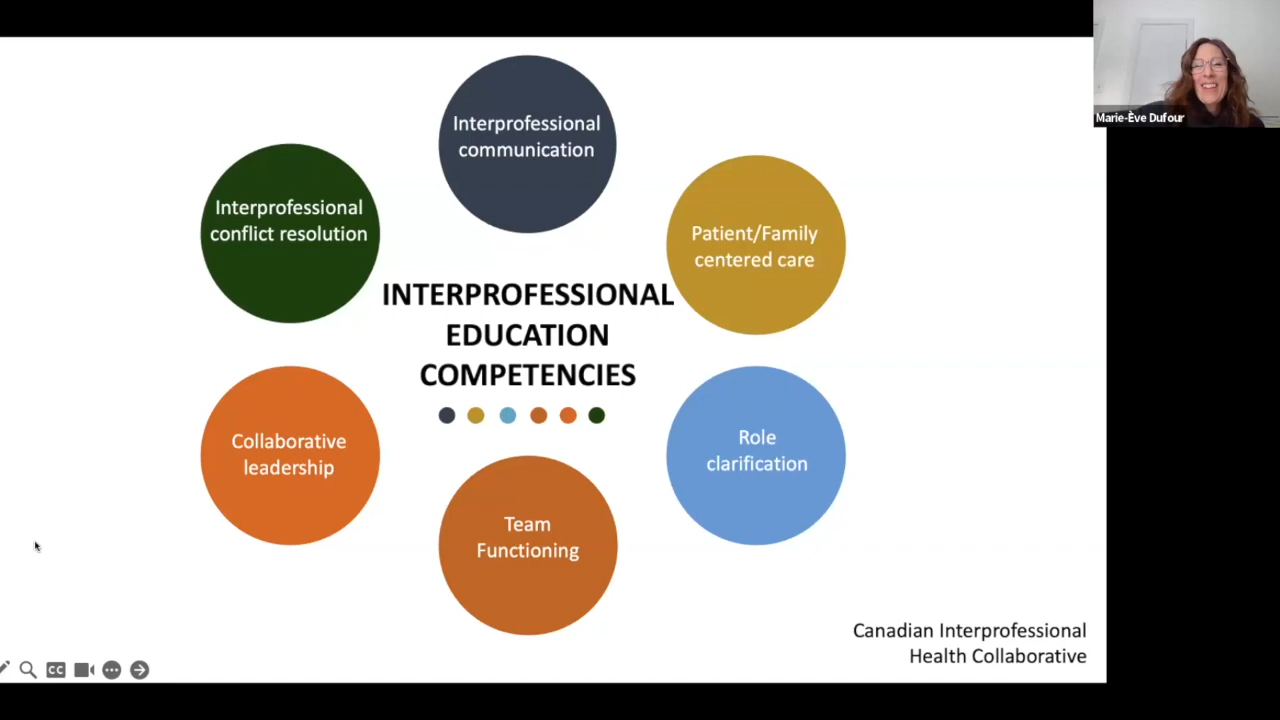 Interprofessional
communication
Marie-Ève Dufour
Interprofessional
conflict resolution
Patient/Family
centered care
INTERPROFESSIONAL
EDUCATION
COMPETENCIES
Collaborative
leadership
Role
clarification
Team
Functioning
Canadian Interprofessional
Health Collaborative
CC